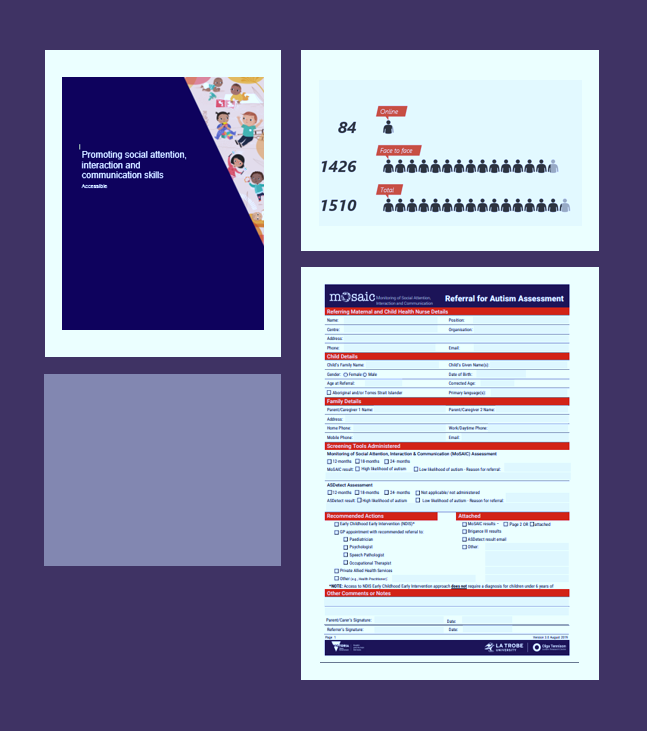 Promoting social attention,
interaction and
communication skills
Accessible
Online
84
Face to face
1426
Total
1510
mosaic Monitoring of Social Attention,
Interaction and Communication
Referral for Autism Assessment
Referring Maternal and Child Health Nurse Details
Name: Position:
Centre: Organisation:
Address
Phone: Email:
Child Details
Child's Family Name: Child's Given Name(s)
Gender: Female Male Date of Birth:
Age at Referral: Corrected Age:
Aboriginal and/or Torres Strait Islander Primary language(s):
Family Details
Parent/Caregiver 1 Name Parent/Caregiver 2 Name
Address
Home Phone: Work/Daytime Phone:
Mobile Phone: Email:
Screening Tools Administered
Monitoring of Social Attention, Interaction & Communication (MoSAIC) Assessment
12 months 18 months 24- months
MoSAIC result: High likelihood of autism Low likelihood of autism - Reason for referral:
ASDetect Assessment
12 months 18 months 24- months Not applicable/ not administered
ASDetect result High likelihood of autism Low likelihood of autism - Reason for referral:
Recommended Actions Attached
Early Childhood Early Intervention (NDIS)* MoSAIC results – Page 2 OR attached
GP appointment with recommended referral to: Brigance III results
Paediatrician ASDetect result email
Psychologist Other:
Speech Pathologist
Occupational Therapist
Private Allied Health Services
Other (e.g., Health Practitioner)
*NOTE: Access to NDIS Early Childhood Early Intervention approach does not require a diagnosis for children under 6 years of
Other Comments or Notes
Parent/Carer's Signature: Date:
Referrer's Signature: Date:
Page. 1 Version 2.0 August 2019
LA TROBE
UNIVERSITY
Olga Tennison